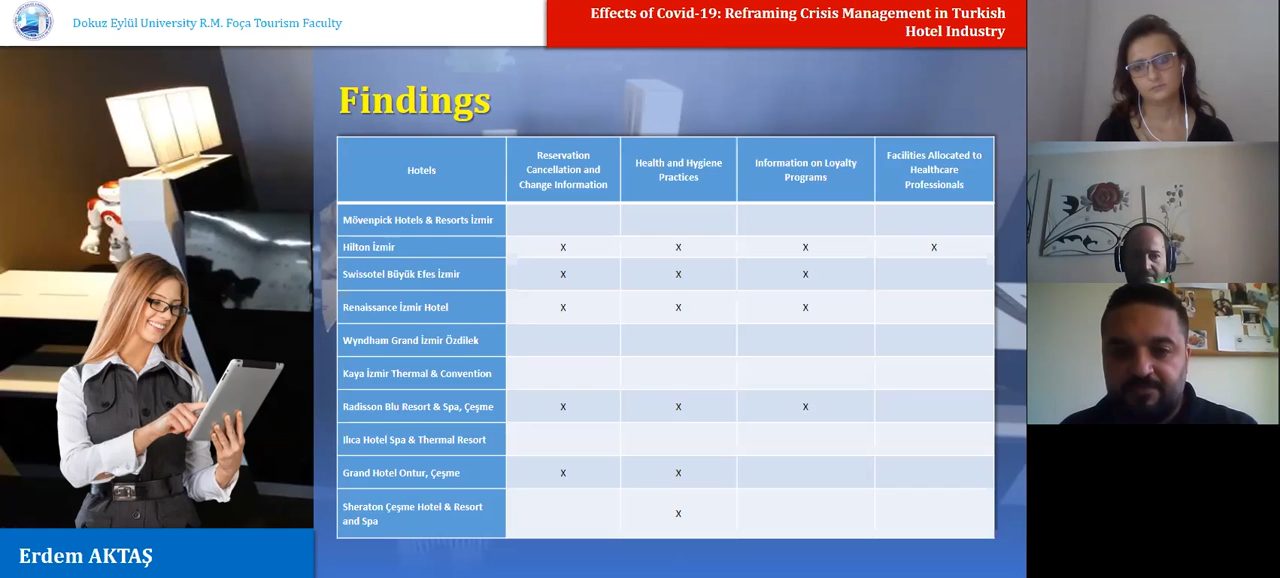 Dokuz Eylül University R.M. Foça Tourism Faculty
Effects of Covid-19: Reframing Crisis Management in Turkish
Hotel Industry
Findings
Hotels
Reservation
Cancellation and
Change Information
Health and Hygiene
Practices
Information on Loyalty
Programs
Facilities Allocated to
Healthcare
Professionals
Mövenpick Hotels & Resorts İzmir
Hilton İzmir X X X X
Swissotel Büyük Efes İzmir X X X
Renaissance İzmir Hotel X X X
Wyndham Grand İzmir Özdilek
Kaya İzmir Thermal & Convention
Radisson Blu Resort & Spa, Çeşme X X X
Ilıca Hotel Spa & Thermal Resort
Grand Hotel Ontur, Çeşme X X
Sheraton Çeşme Hotel & Resort
and Spa X
Erdem AKTAŞ